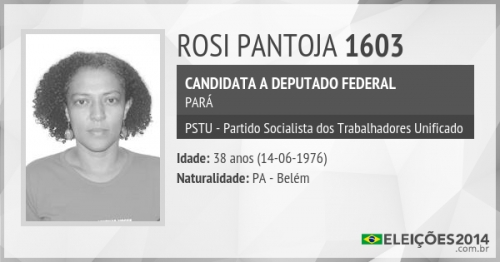 ROSI PANTOJA 1603
CANDIDATA A DEPUTADO FEDERAL
PARÁ
PSTU - Partido Socialista dos Trabalhadores Unificado
Idade: 38 anos (14-06-1976)
Naturalidade: PA - Belém
ELEIÇÕES2014
.com.br